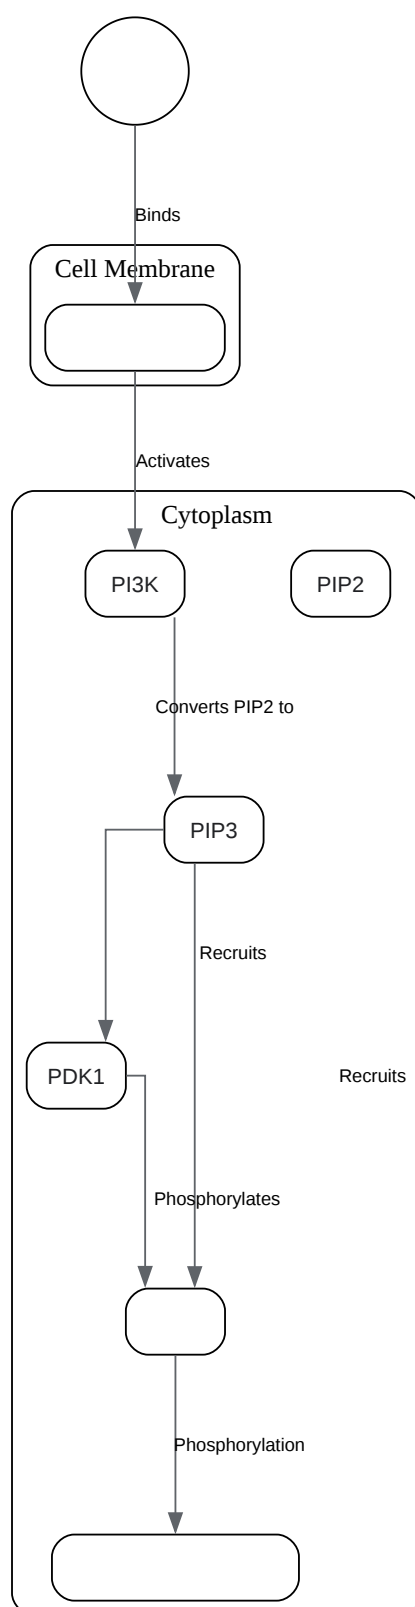 Binds
Cell Membrane
Activates
Cytoplasm
PI3K
PIP2
Converts PIP2 to
PIP3
Recruits
PDK1
Recruits
Phosphorylates
Phosphorylation